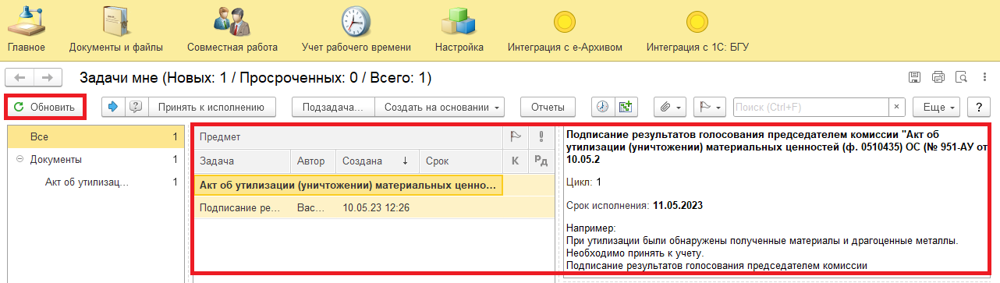 Главное
Документы и файлы
Совместная работа
Учет рабочего времени
Настройка
Интеграция с е-Архивом
Интеграция с 1С: БГУ
Задачи мне (Новых: 1 / Просроченных: 0 / Всего: 1)
Обновить
Принять к исполнению
Подзадача...
Создать на основании
Отчеты
Поиск (Ctrl+F)
×
Еще
?
Все 1
Документы 1
Акт об утилизац... 1
Предмет
Задача Автор Создана ↓ Срок К Рд
Акт об утилизации (уничтожении) материальных ценно...
Подписание ре... Вас... 10.05.23 12:26
Подписание результатов голосования председателем комиссии "Акт об
утилизации (уничтожении) материальных ценностей (ф. 0510435) ОС (№ 951-АУ от
10.05.2
Цикл: 1
Срок исполнения: 11.05.2023
Например:
При утилизации были обнаружены полученные материалы и драгоценные металлы.
Необходимо принять к учету.
Подписание результатов голосования председателем комиссии